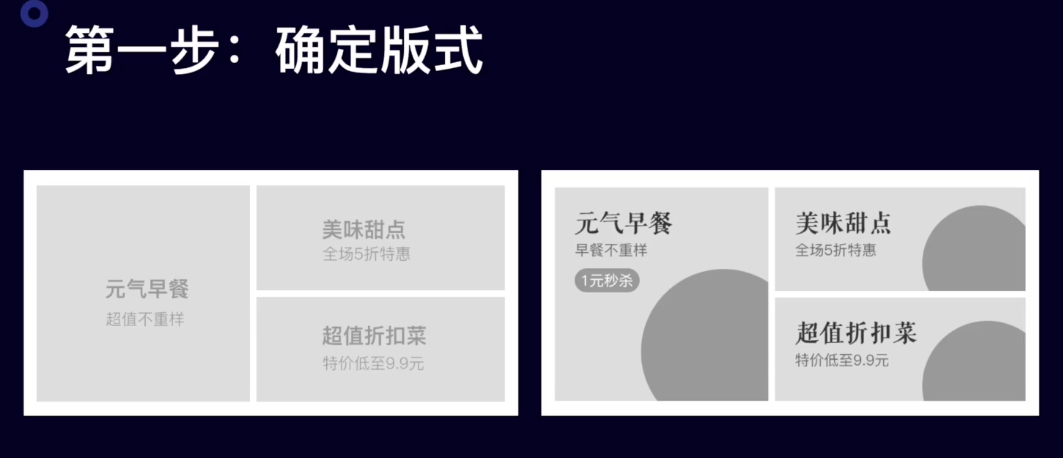 第一步：确定版式
元气早餐
超值不重样
美味甜点
全场5折特惠
超值折扣菜
特价低至9.9元
元气早餐
早餐不重样
1元秒杀
美味甜点
全场5折特惠
超值折扣菜
特价低至9.9元